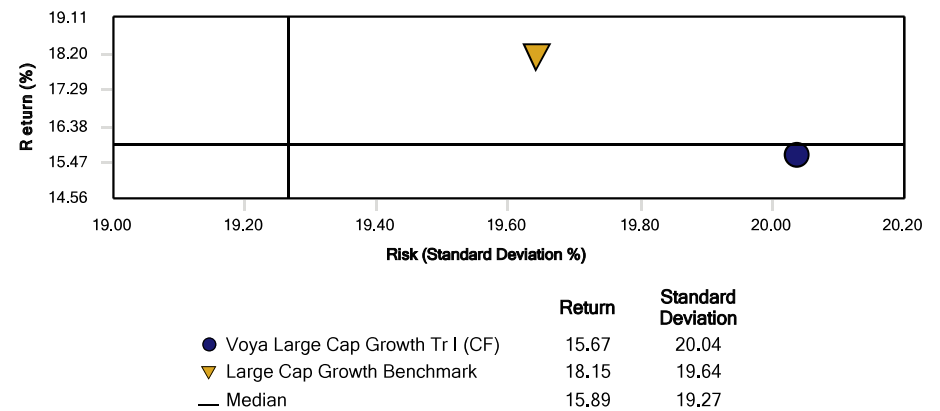 19.11
18.20
17.29
16.38
15.47
14.56
Return (%)
19.00 19.20 19.40 19.60 19.80 20.00 20.20
Risk (Standard Deviation %)
Return Standard Deviation
Voya Large Cap Growth Tr I (CF) 15.67 20.04
Large Cap Growth Benchmark 18.15 19.64
Median 15.89 19.27